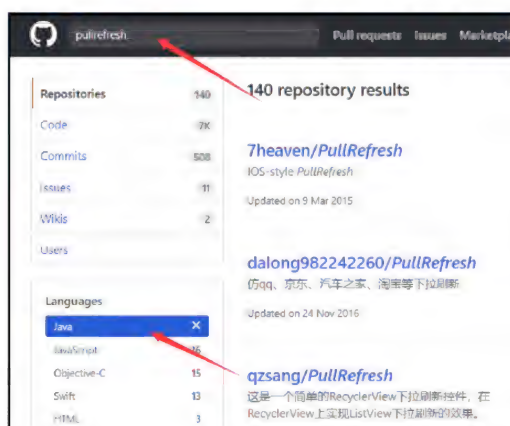 pullrefresh
Pull requests Issues Marketpla
Repositories 140
Code 7K
Commits 508
Issues 11
Wikis 2
Users
Languages
Java ×
JavaScript 26
Objective-C 15
Swift 13
HTML 3
140 repository results
7heaven/PullRefresh
IOS-style PullRefresh
Updated on 9 Mar 2015
dalong982242260/PullRefresh
仿qq、京东、汽车之家、淘宝等下拉刷新
Updated on 24 Nov 2016
qzsang/PullRefresh
这是一个简单的RecyclerView下拉刷新控件，在
RecyclerView上实现ListView下拉刷新的效果。